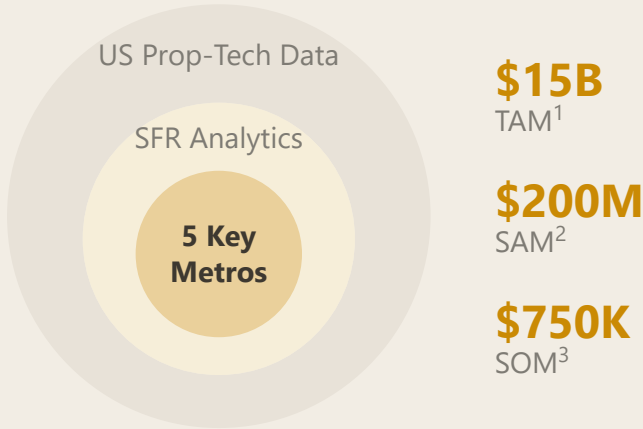 US Prop-Tech Data
SFR Analytics
5 Key
Metros
$15B
TAM¹
$200M
SAM²
$750K
SOM³